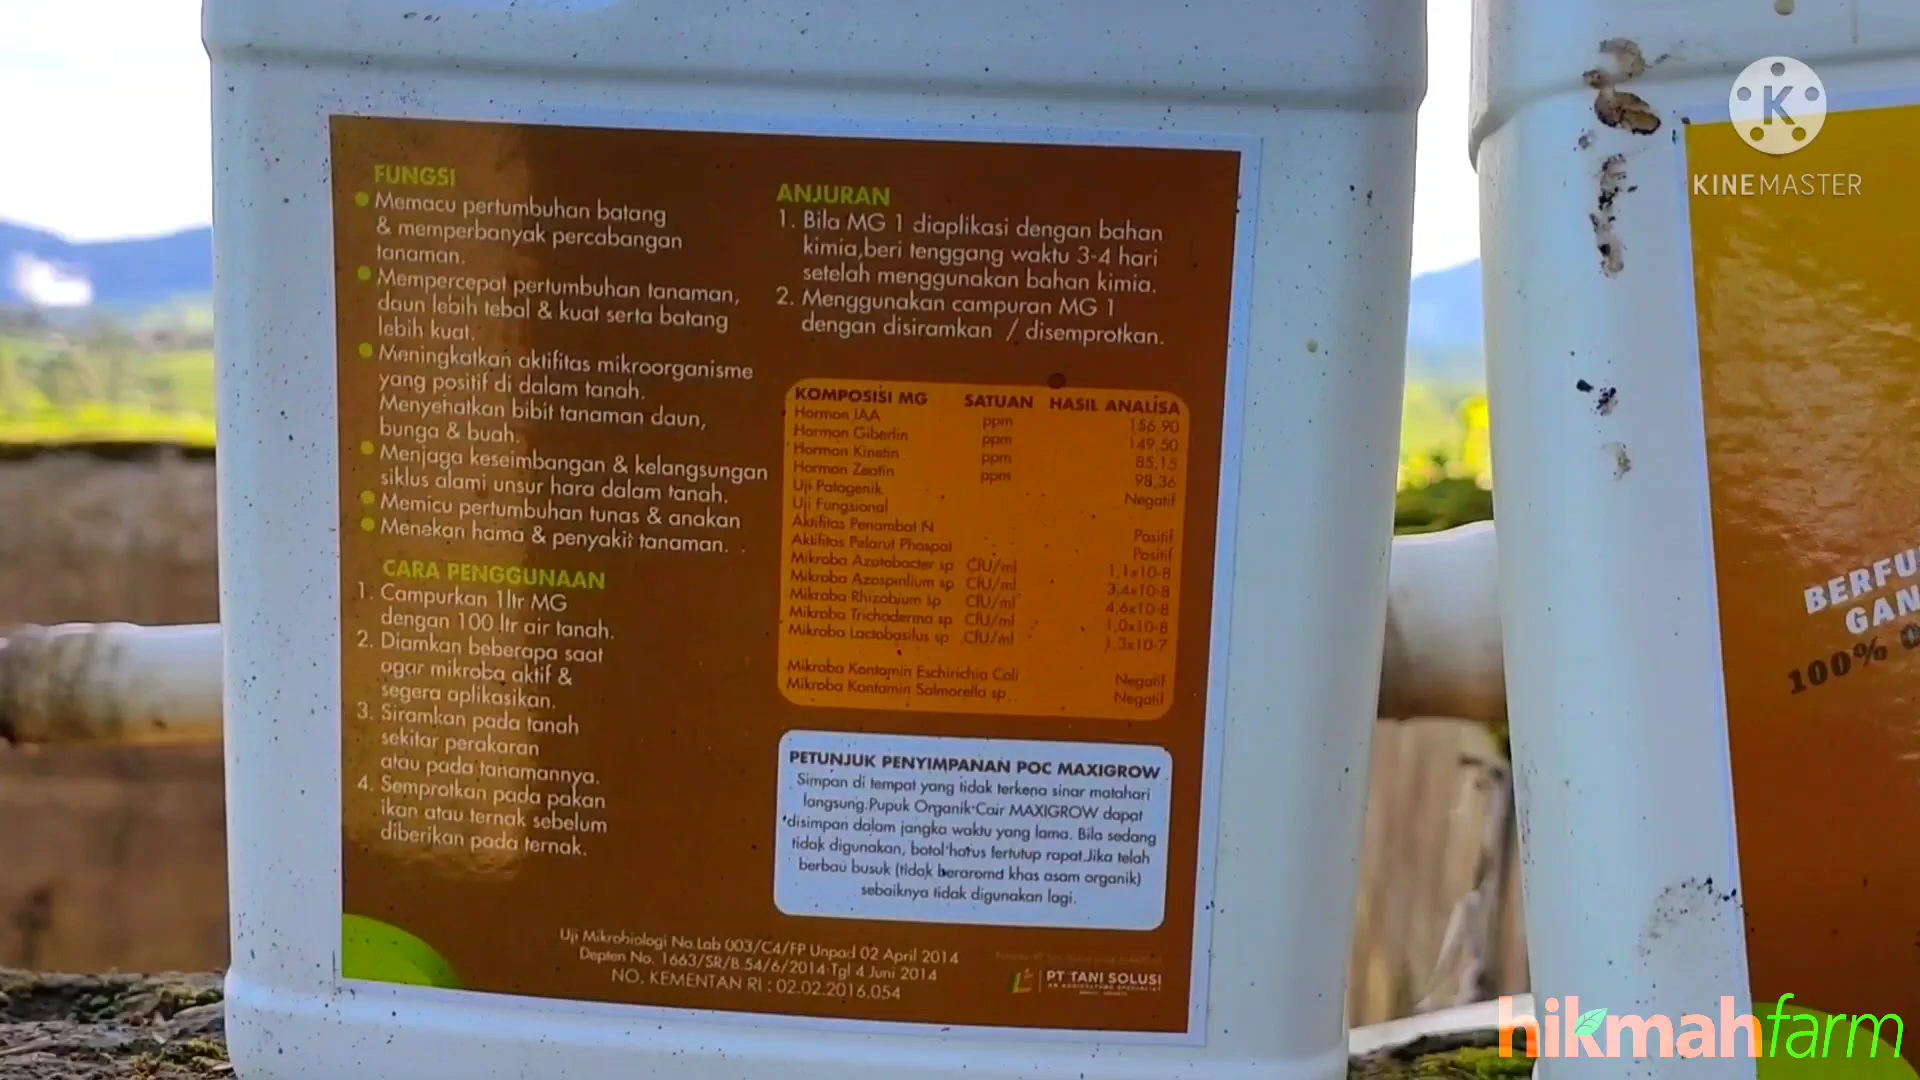 FUNGSI
Memacu pertumbuhan batang
& memperbanyak percabangan
tanaman.
Mempercepat pertumbuhan tanaman,
daun lebih tebal & kuat serta batang
lebih kuat.
Meningkatkan aktifitas mikroorganisme
yang positif di dalam tanah.
Menyehatkan bibit tanaman daun,
bunga & buah.
Menjaga keseimbangan & kelangsungan
siklus alami unsur hara dalam tanah.
Memicu pertumbuhan tunas & anakan
Menekan hama & penyakit tanaman.
CARA PENGGUNAAN
1. Campurkan 1ltr MG
dengan 100 ltr air tanah.
2. Diamkan beberapa saat
agar mikroba aktif &
segera aplikasikan.
3. Siramkan pada tanah
sekitar perakaran
atau pada tanamannya.
4. Semprotkan pada pakan
ikan atau ternak sebelum
diberikan pada ternak.
ANJURAN
1. Bila MG 1 diaplikasi dengan bahan
kimia,beri tenggang waktu 3-4 hari
setelah menggunakan bahan kimia.
2. Menggunakan campuran MG 1
dengan disiramkan / disemprotkan.
KOMPOSISI MG SATUAN HASIL ANALISA
Hormon IAA ppm 156,90
Hormon Giberlin ppm 149,50
Hormon Kinetin ppm 85,15
Hormon Zeatin ppm 98,36
Uji Patogenik Negatif
Uji Fungsional
Aktifitas Penambat N Positif
Aktifitas Pelarut Phospat Positif
Mikroba Azotobacter sp CfU/ml 1,1x10-8
Mikroba Azospirilium sp CfU/ml 3,4x10-8
Mikroba Rhizobium sp CfU/ml 4,6x10-8
Mikroba Trichoderma sp CfU/ml 1,0x10-8
Mikroba Lactobasilus sp CfU/ml 1,3x10-7
Mikroba Kontamin Eschirichia Coli Negatif
Mikroba Kontamin Salmorella sp Negatif
PETUNJUK PENYIMPANAN POC MAXIGROW
Simpan di tempat yang tidak terkena sinar matahari
langsung.Pupuk Organik Cair MAXIGROW dapat
disimpan dalam jangka waktu yang lama. Bila sedang
tidak digunakan, botol harus tertutup rapat.Jika telah
berbau busuk (tidak beraroma khas asam organik)
sebaiknya tidak digunakan lagi.
Uji Mikrobiologi No.Lab 003/C4/FP Unpad 02 April 2014
Depten No. 1663/SR/B.54/6/2014 Tgl 4 Juni 2014
NO. KEMENTAN RI : 02.02.2016.054
PT TANI SOLUSI
K
KINEMASTER
BERFU
GAN
100%
hikmahfarm